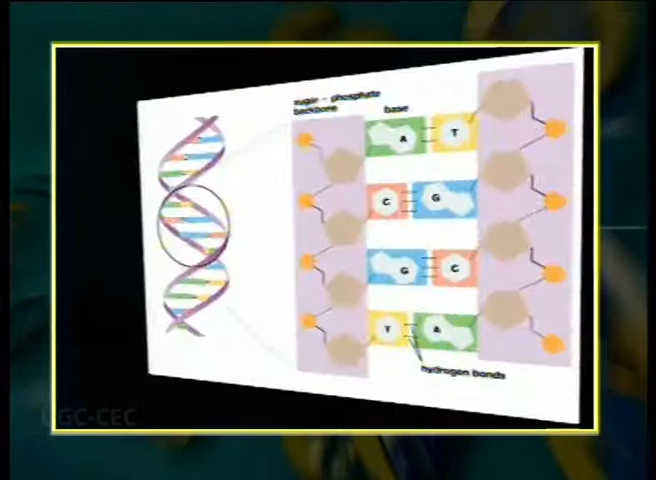 sugar - phosphate
backbone
base
A T
C G
G C
T A
hydrogen bonds
UGC-CEC